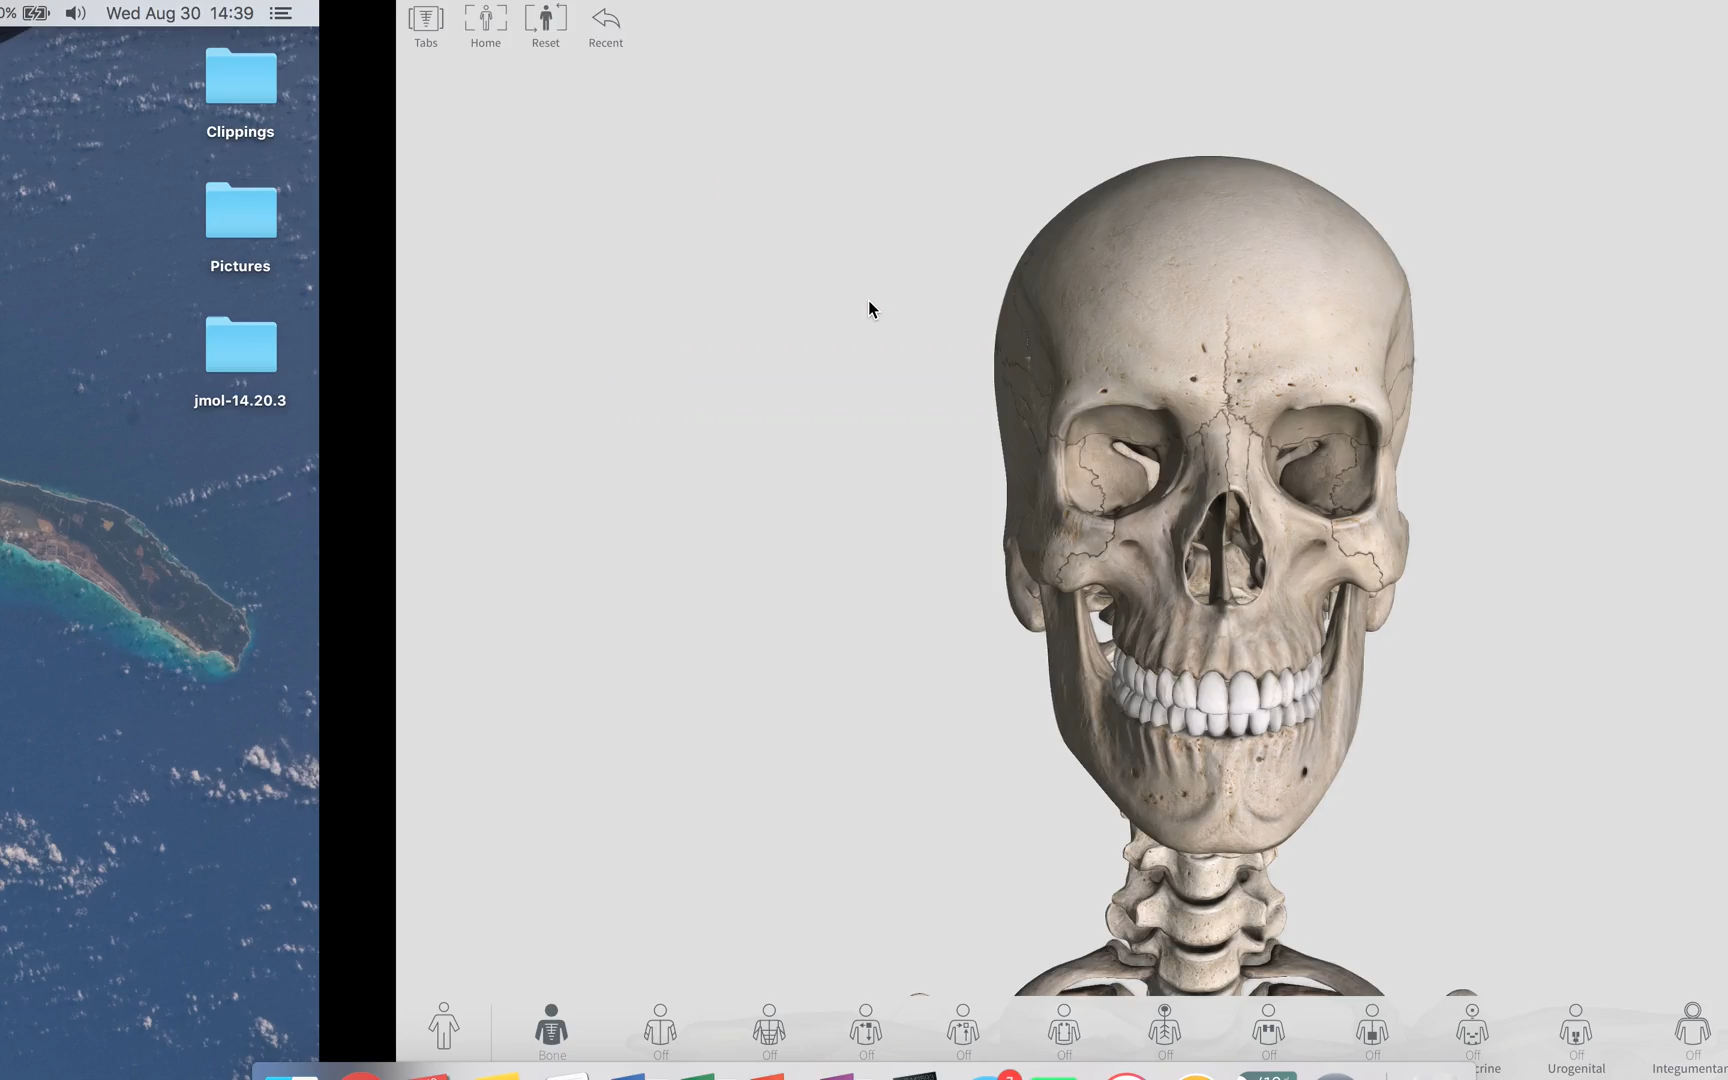 0%
Wed Aug 30 14:39
Clippings
Pictures
jmol-14.20.3
Tabs
Home
Reset
Recent
Bone
Off
Off
Off
Off
Off
Off
Off
Off
Off
Off
Off
crine
Urogenital
Integumentar